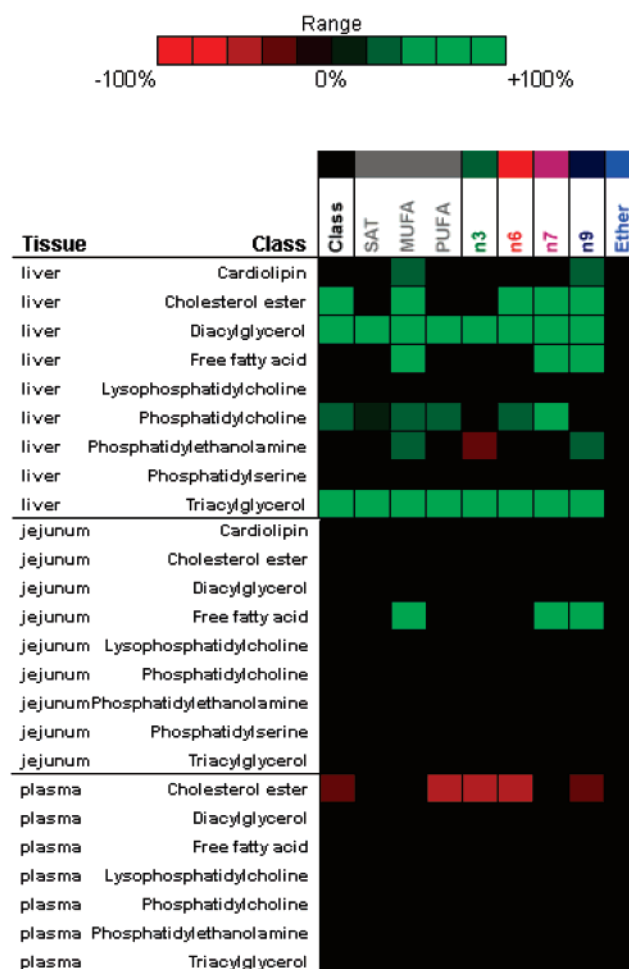 Range
-100% 0% +100%
Tissue Class Class SAT MUFA PUFA n3 n6 n7 n9 Ether
liver Cardiolipin
liver Cholesterol ester
liver Diacylglycerol
liver Free fatty acid
liver Lysophosphatidylcholine
liver Phosphatidylcholine
liver Phosphatidylethanolamine
liver Phosphatidylserine
liver Triacylglycerol
jejunum Cardiolipin
jejunum Cholesterol ester
jejunum Diacylglycerol
jejunum Free fatty acid
jejunum Lysophosphatidylcholine
jejunum Phosphatidylcholine
jejunum Phosphatidylethanolamine
jejunum Phosphatidylserine
jejunum Triacylglycerol
plasma Cholesterol ester
plasma Diacylglycerol
plasma Free fatty acid
plasma Lysophosphatidylcholine
plasma Phosphatidylcholine
plasma Phosphatidylethanolamine
plasma Triacylglycerol